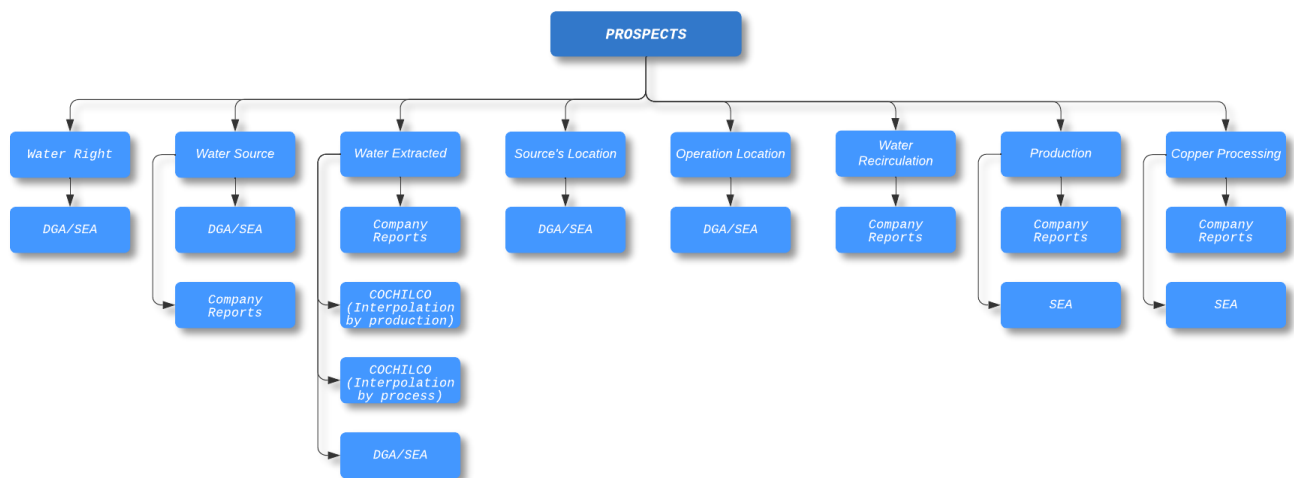 PROSPECTS
Water Right
Water Source
Water Extracted
Source's Location
Operation Location
Water
Recirculation
Production
Copper Processing
DGA/SEA
DGA/SEA
Company
Reports
DGA/SEA
DGA/SEA
Company
Reports
Company
Reports
Company
Reports
Company
Reports
COCHILCO
(Interpolation
by production)
SEA
SEA
COCHILCO
(Interpolation
by process)
DGA/SEA